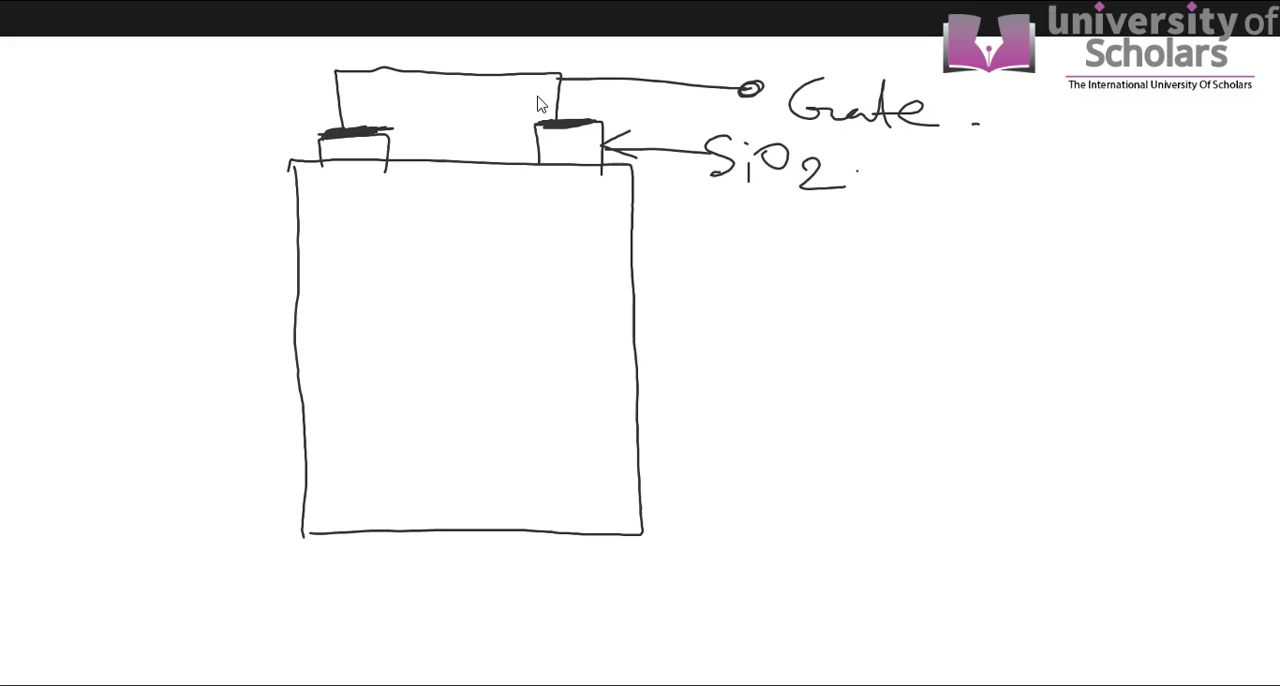 University of
Scholars
The International University Of Scholars
Gate.
SiO2